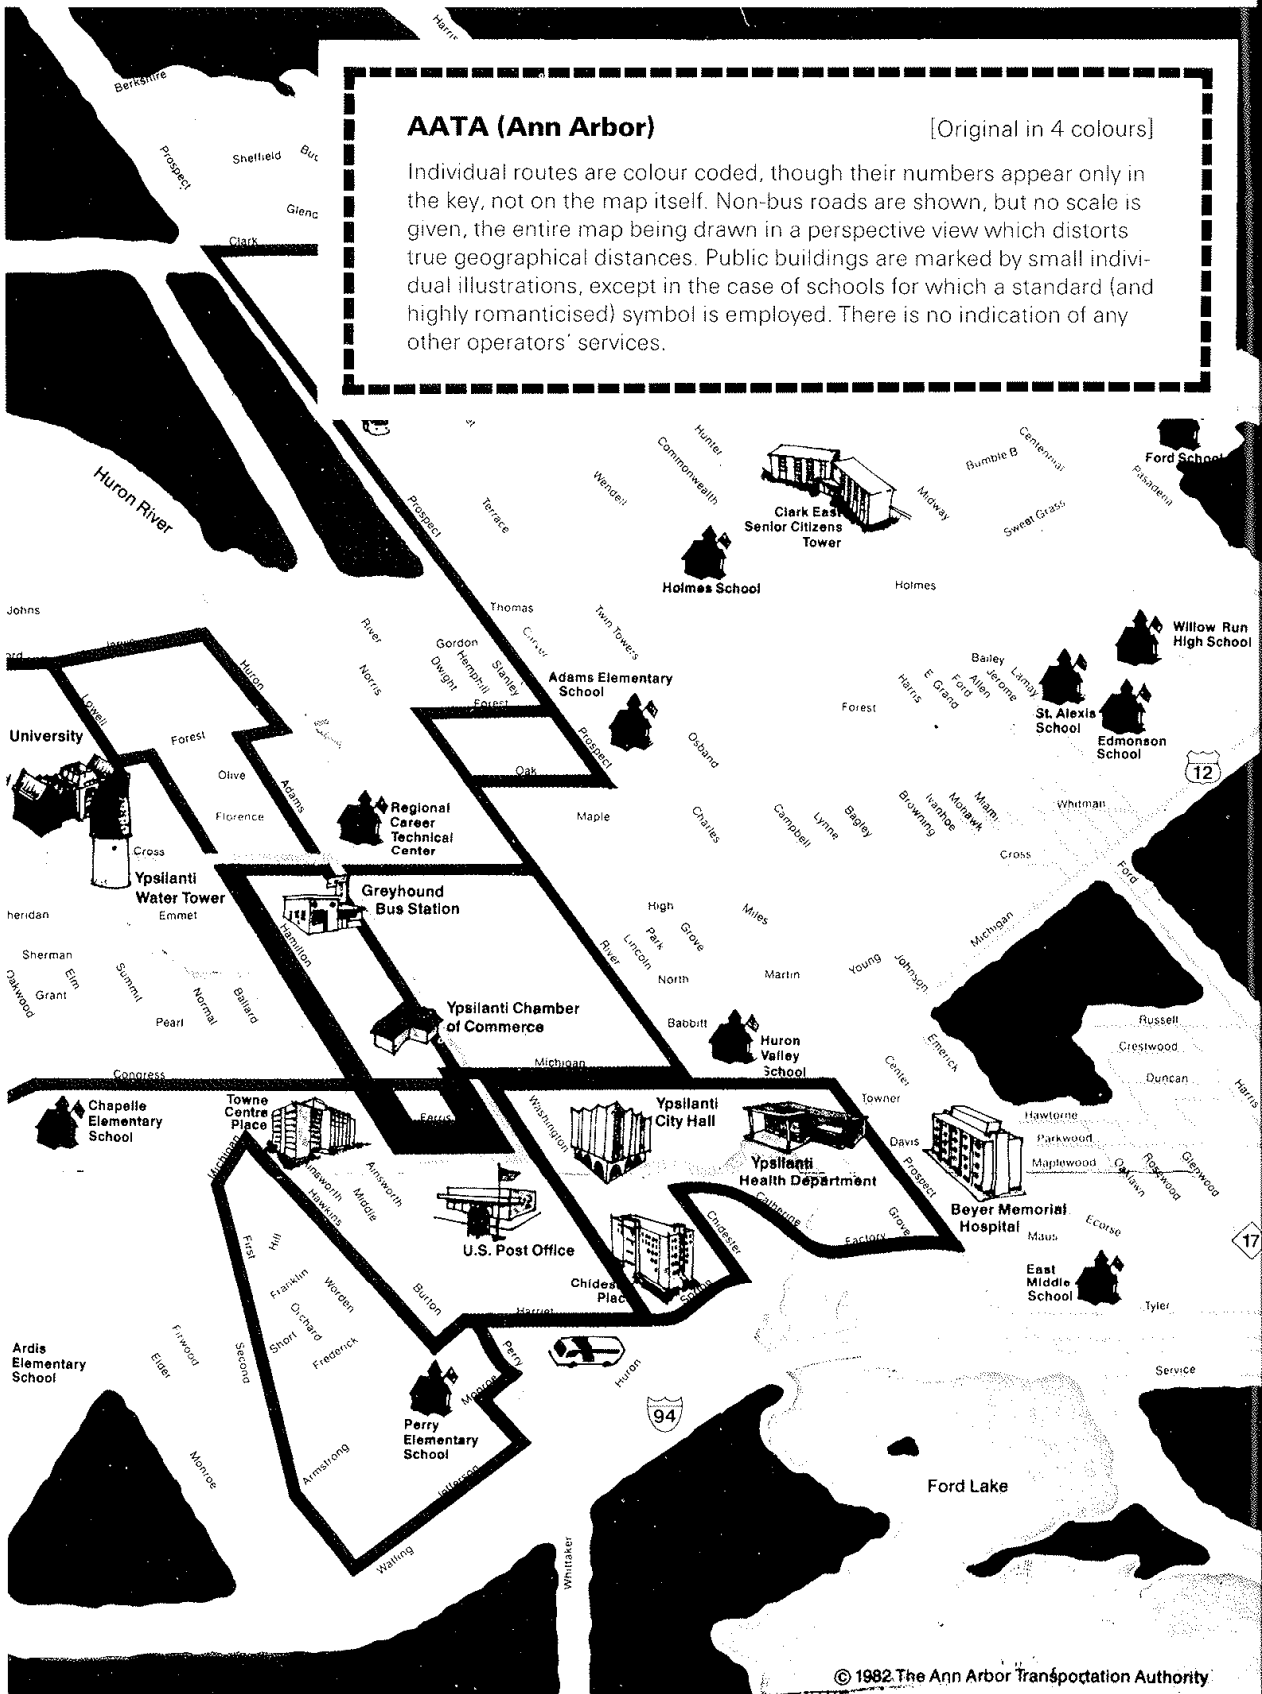 Harris
Berkshire
AATA (Ann Arbor)
[Original in 4 colours]
Individual routes are colour coded, though their numbers appear only in
the key, not on the map itself. Non-bus roads are shown, but no scale is
given, the entire map being drawn in a perspective view which distorts
true geographical distances. Public buildings are marked by small indivi-
dual illustrations, except in the case of schools for which a standard (and
highly romanticised) symbol is employed. There is no indication of any
other operators' services.
Prospect
Sheffield
Clark
Huron River
Prospect
Terrace
Wendell
Commonwealth
Hunter
Clark East
Senior Citizens
Tower
Midway
Bumble B
Centennial
Sweet Grass
Pasadena
Ford School
Holmes School
Holmes
Johns
Jarvis
Huron
Lowell
River
Norris
Gordon
Dwight
Hemphill
Stanley
Thomas
Carver
Twin Towers
Forest
Adams Elementary
School
Prospect
Osband
Forest
Harris
E. Grand
Ford
Allen
Bailey
Jerome
Lamay
Willow Run
High School
St. Alexis
School
Edmonson
School
12
University
Forest
Olive
Florence
Adams
Cross
Regional
Career
Technical
Center
Oak
Maple
Charles
Campbell
Lynne
Bagley
Browning
Ivanhoe
Mohawk
Miami
Whitman
Cross
Ford
Ypsilanti
Water Tower
Greyhound
Bus Station
heridan
Emmet
Sherman
Oakwood
Grant
Elm
Summit
Normal
Ballard
Pearl
Hamilton
High
Park
Lincoln
Grove
Miles
River
North
Martin
Young
Johnson
Michigan
Ypsilanti Chamber
of Commerce
Babbitt
Huron
Valley
School
Michigan
Congress
Center
Emerick
Russell
Crestwood
Duncan
Harris
Chapelle
Elementary
School
Towne
Centre
Place
Ferris
Washington
Ypsilanti
City Hall
Ypsilanti
Health Department
Towner
Davis
Prospect
Beyer Memorial
Hospital
Hawtorne
Parkwood
Maplewood
Oaklawn
Rosewood
Glenwood
Ecorse
Maus
17
Michigan
Ainsworth
Hawkins
Middle
Ainsworth
U.S. Post Office
Chidester
Catherine
Factory
Grove
Spring
First
Hill
Franklin
Worden
Orchard
Short
Frederick
Burton
Harriet
East
Middle
School
Tyler
Ardis
Elementary
School
Firwood
Elder
Second
Perry
Monroe
Huron
Service
94
Perry
Elementary
School
Monroe
Armstrong
Jefferson
Watling
Whittaker
Ford Lake
© 1982 The Ann Arbor Transportation Authority